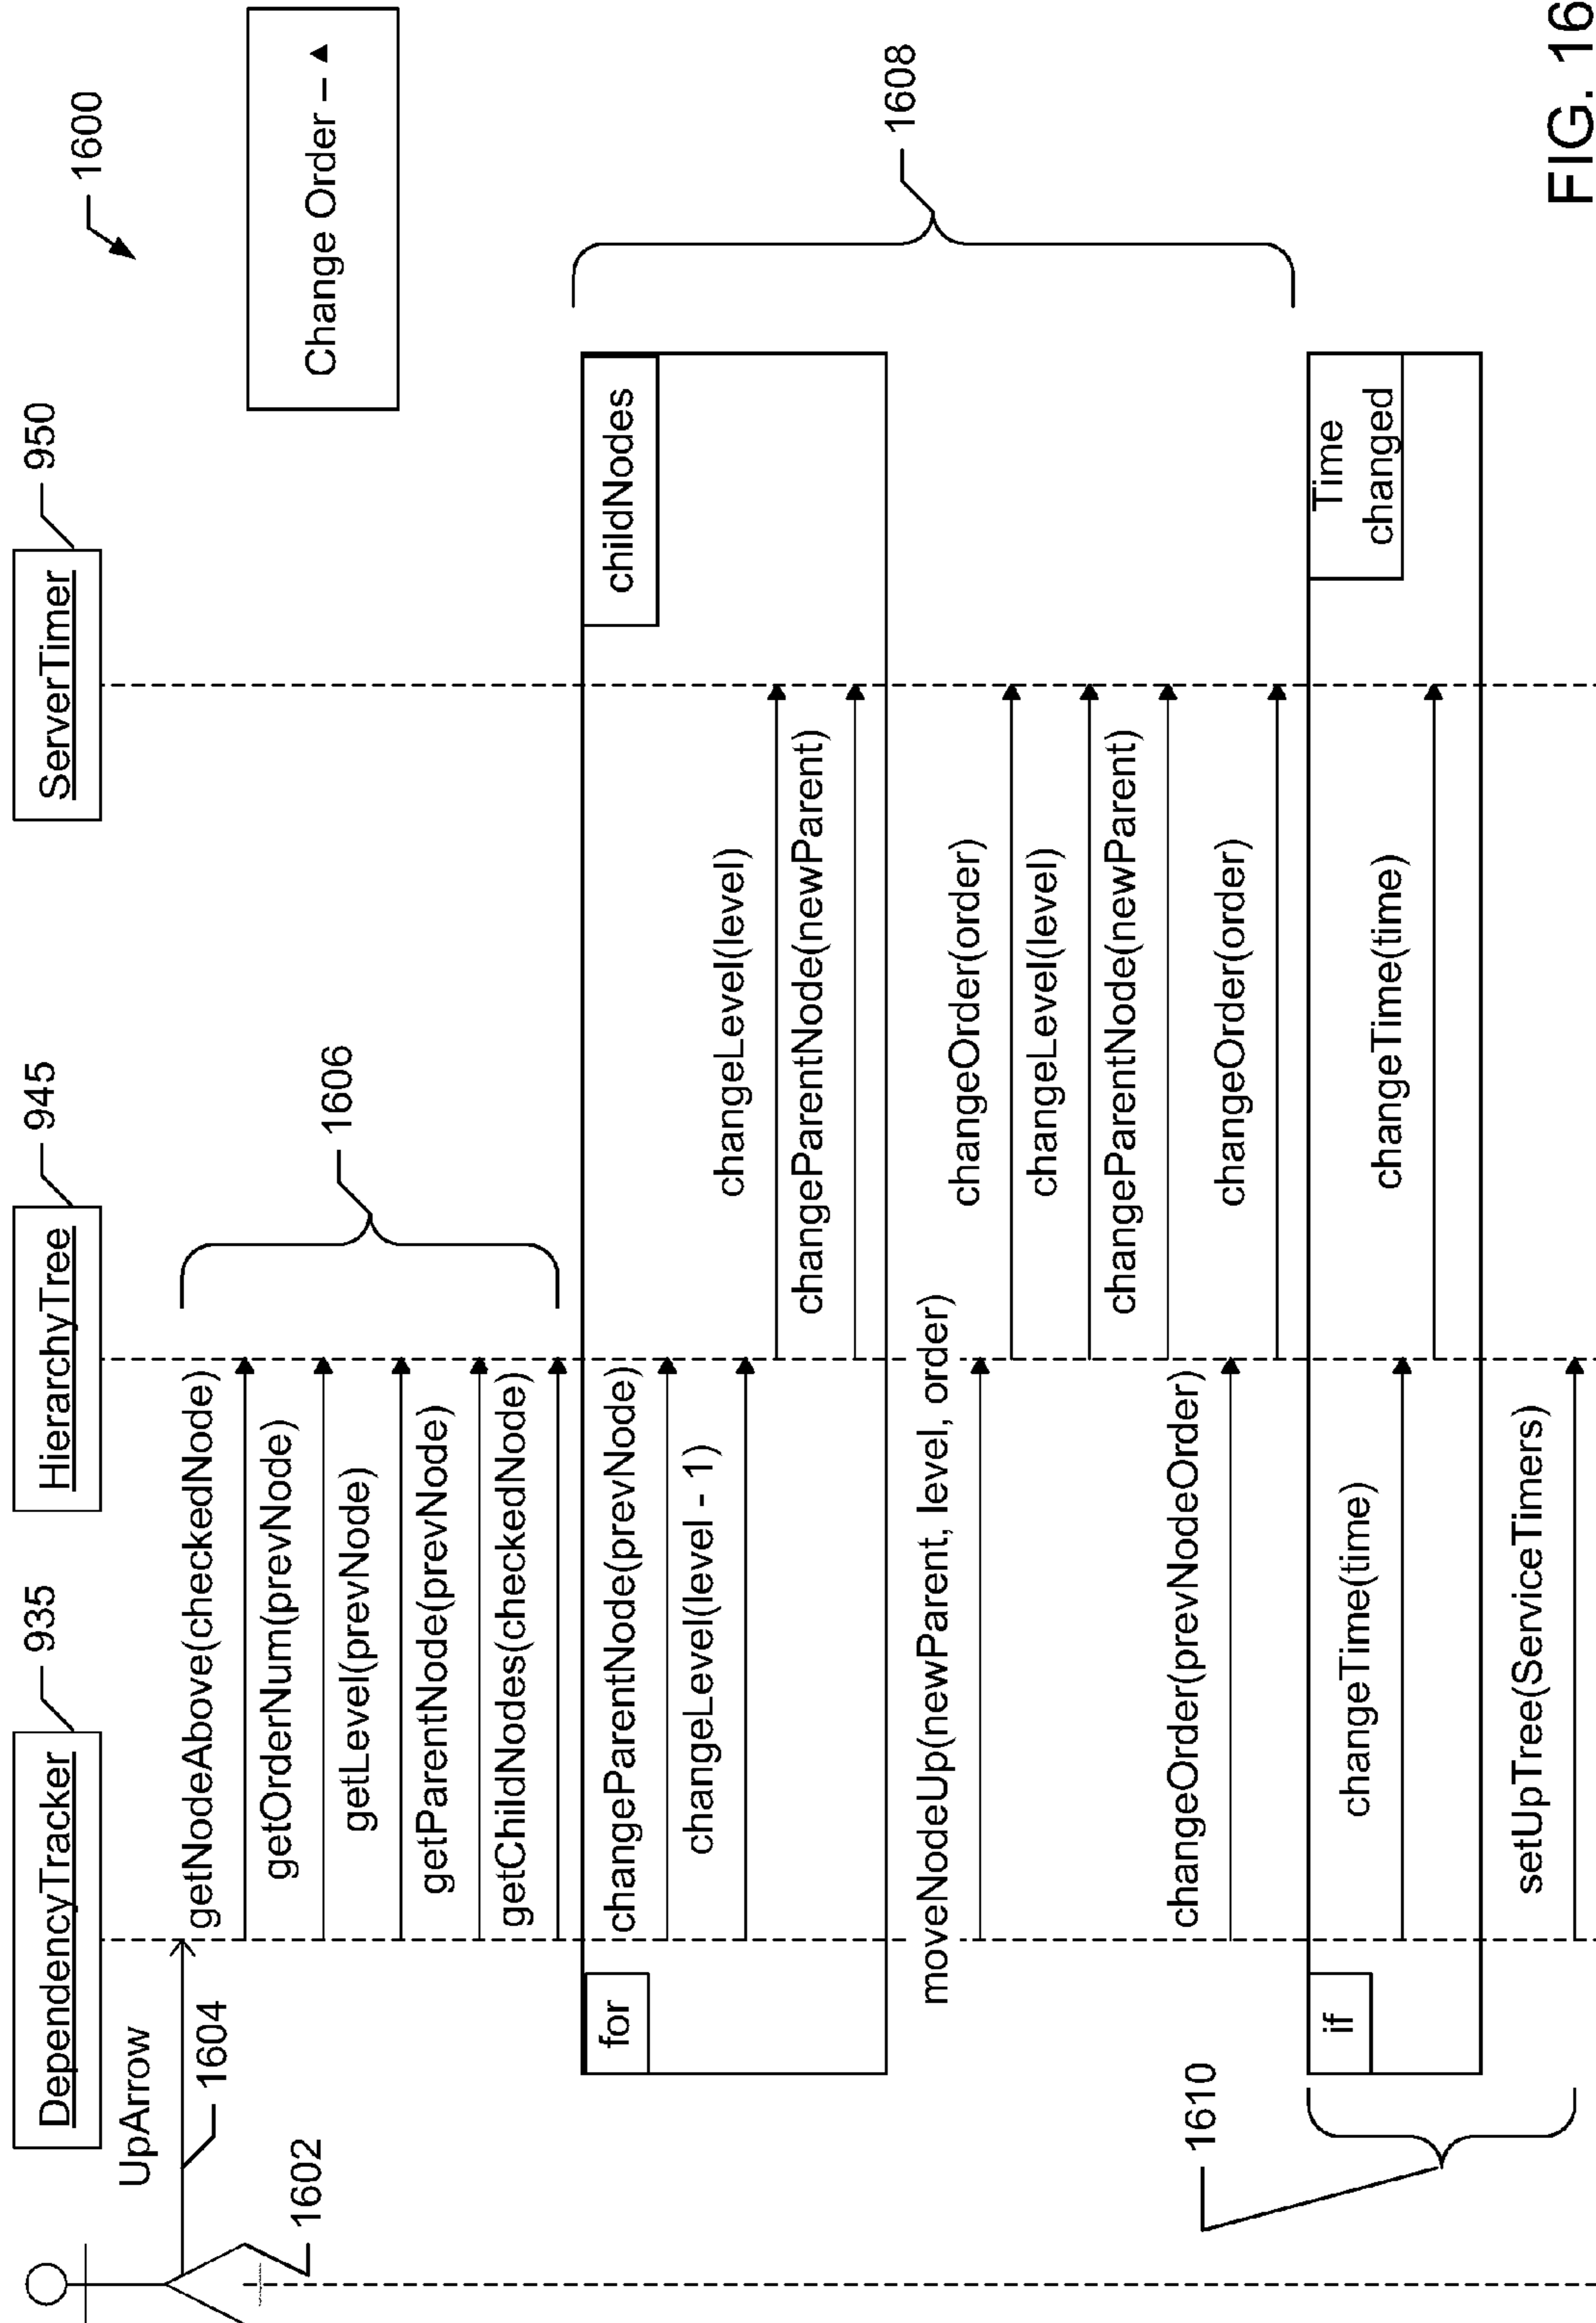 1600
Change Order – ▲
DependencyTracker
935
HierarchyTree
945
ServerTimer
950
UpArrow
1604
1602
getNodeAbove(checkedNode)
getOrderNum(prevNode)
getLevel(prevNode)
getParentNode(prevNode)
getChildNodes(checkedNode)
1606
for
childNodes
changeParentNode(prevNode)
changeLevel(level - 1)
changeLevel(level)
changeParentNode(newParent)
moveNodeUp(newParent, level, order)
changeOrder(order)
changeLevel(level)
changeParentNode(newParent)
changeOrder(prevNodeOrder)
changeOrder(order)
1608
1610
if
Time
changed
changeTime(time)
changeTime(time)
setUpTree(ServiceTimers)
FIG. 16